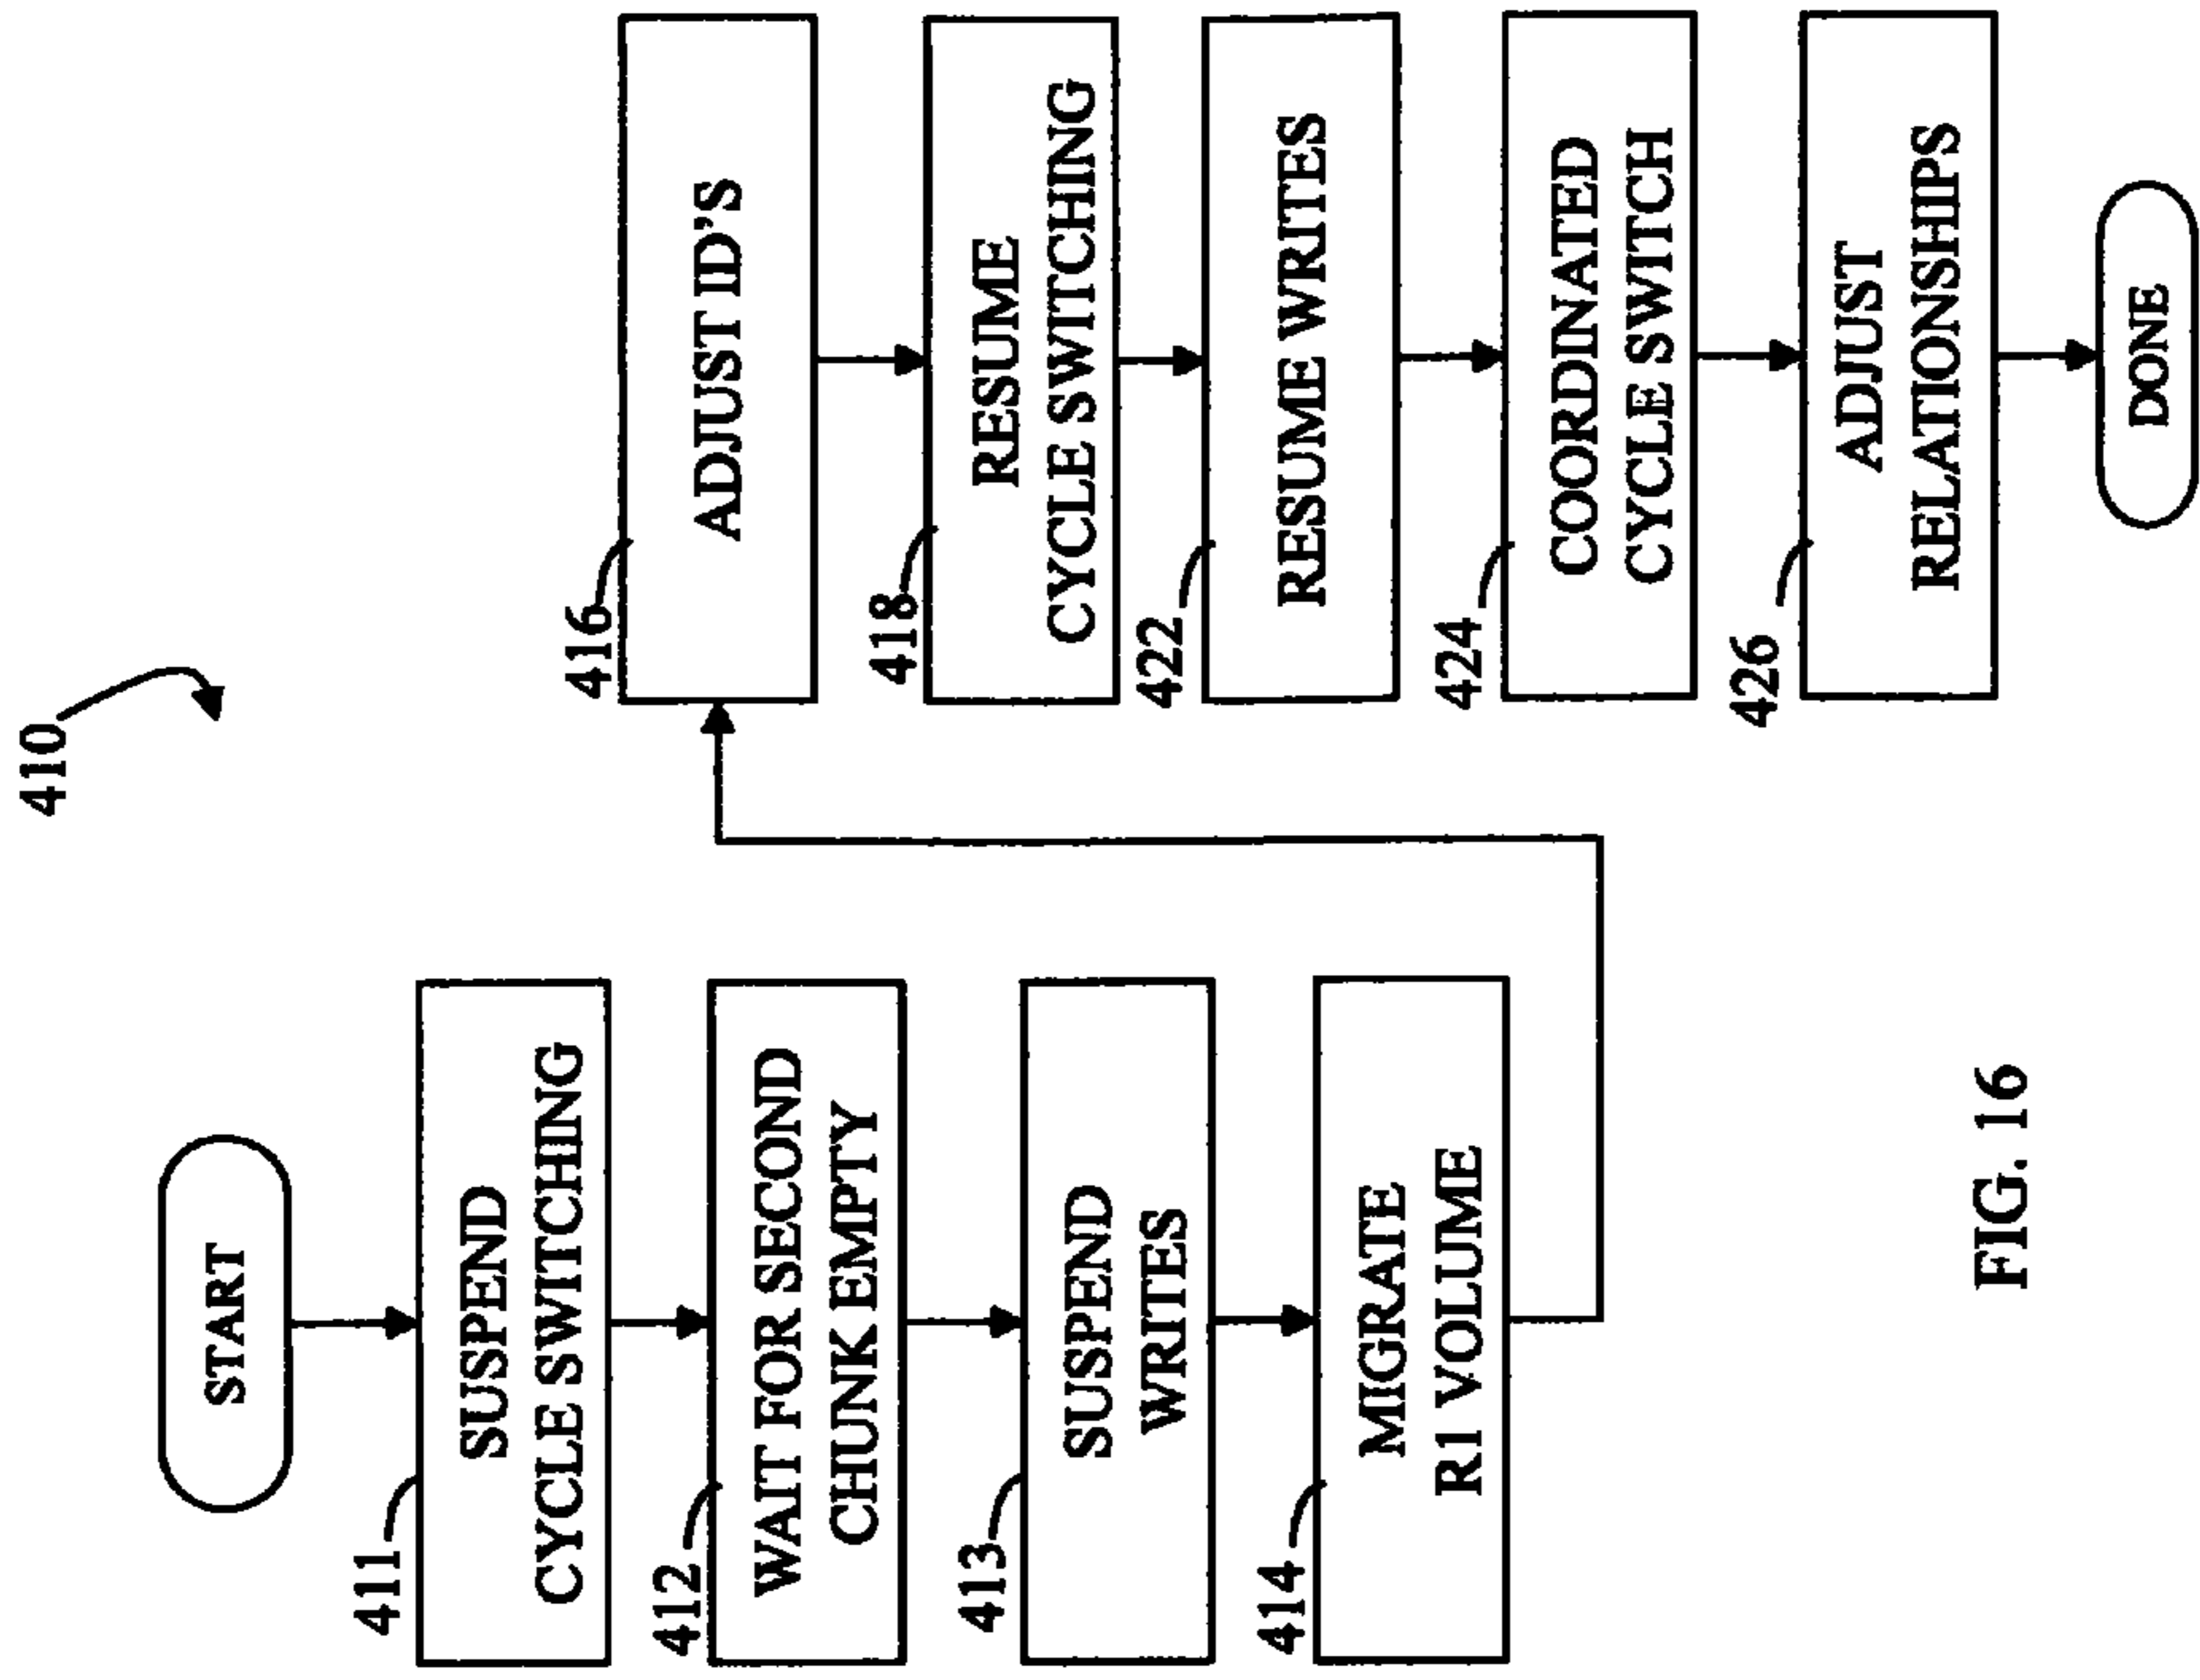 410
START
411
SUSPEND
CYCLE SWITCHING
412
WAIT FOR SECOND
CHUNK EMPTY
413
SUSPEND
WRITES
414
MIGRATE
R1 VOLUME
416
ADJUST ID'S
418
RESUME
CYCLE SWITCHING
422
RESUME WRITES
424
COORDINATED
CYCLE SWITCH
426
ADJUST
RELATIONSHIPS
DONE
FIG. 16